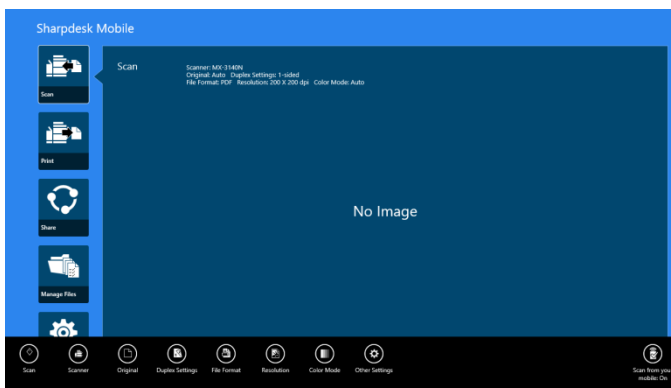 Sharpdesk Mobile
Scan
Scan
Scanner: MX-3140N
Original: Auto Duplex Settings: 1-sided
File Format: PDF Resolution: 200 X 200 dpi Color Mode: Auto
Print
Share
No Image
Manage Files
Scan
Scanner
Original
Duplex Settings
File Format
Resolution
Color Mode
Other Settings
Scan from you
mobile: On